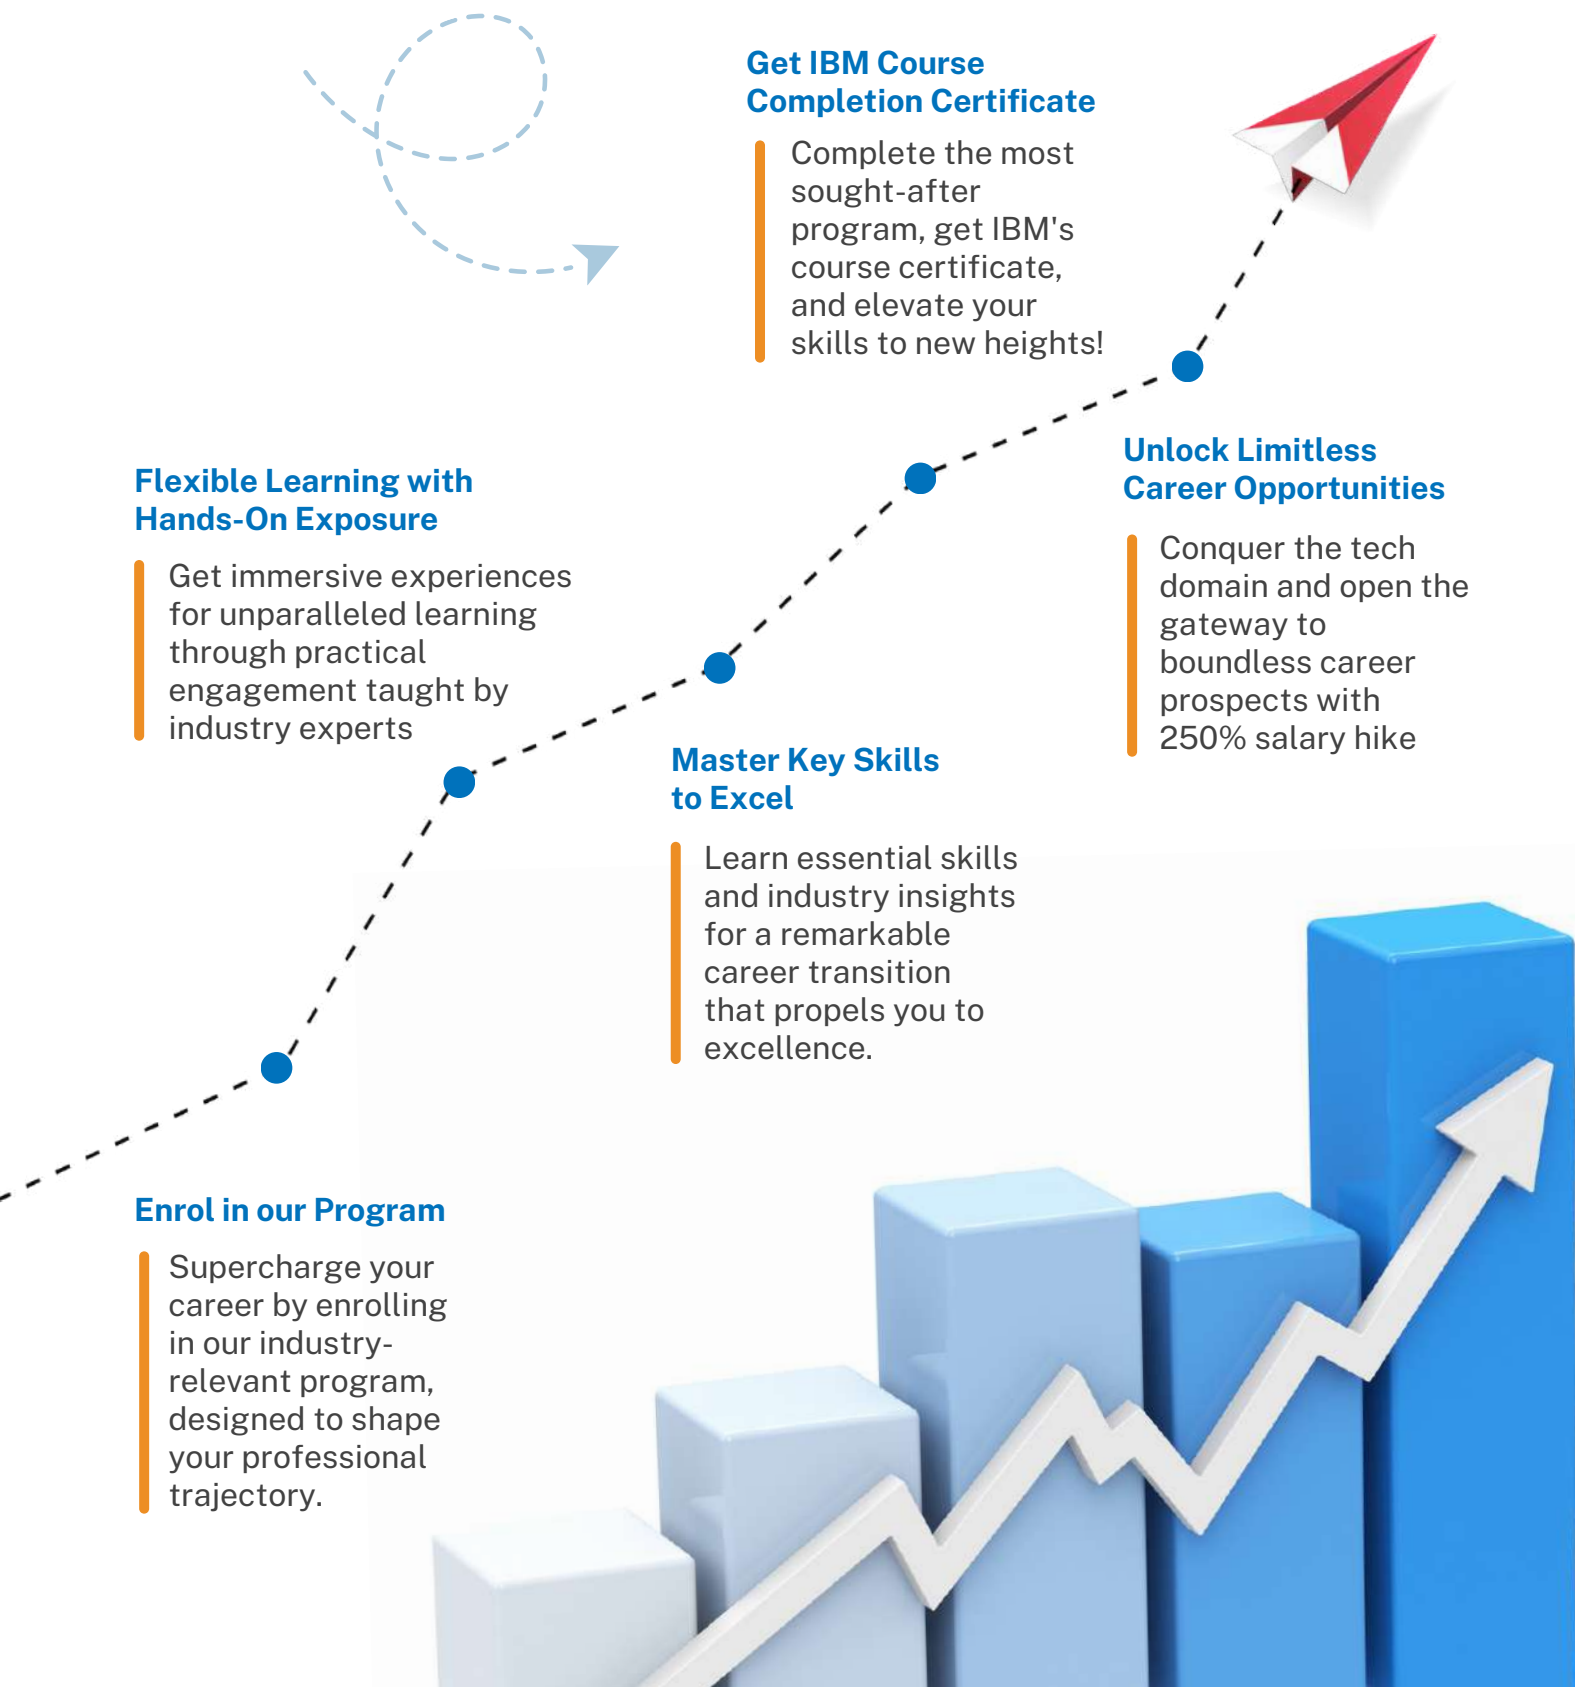 Get IBM Course
Completion Certificate
Complete the most
sought-after
program, get IBM's
course certificate,
and elevate your
skills to new heights!
Flexible Learning with
Hands-On Exposure
Get immersive experiences
for unparalleled learning
through practical
engagement taught by
industry experts
Unlock Limitless
Career Opportunities
Conquer the tech
domain and open the
gateway to
boundless career
prospects with
250% salary hike
Master Key Skills
to Excel
Learn essential skills
and industry insights
for a remarkable
career transition
that propels you to
excellence.
Enrol in our Program
Supercharge your
career by enrolling
in our industry-
relevant program,
designed to shape
your professional
trajectory.